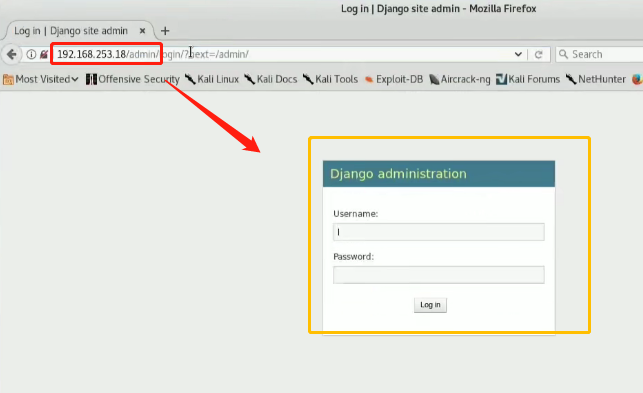 Log in | Django site admin - Mozilla Firefox
Log in | Django site admin × +
192.168.253.18/admin/login/?next=/admin/ Search
Most Visited Offensive Security Kali Linux Kali Docs Kali Tools Exploit-DB Aircrack-ng Kali Forums NetHunter
Django administration
Username:
Password:
Log in